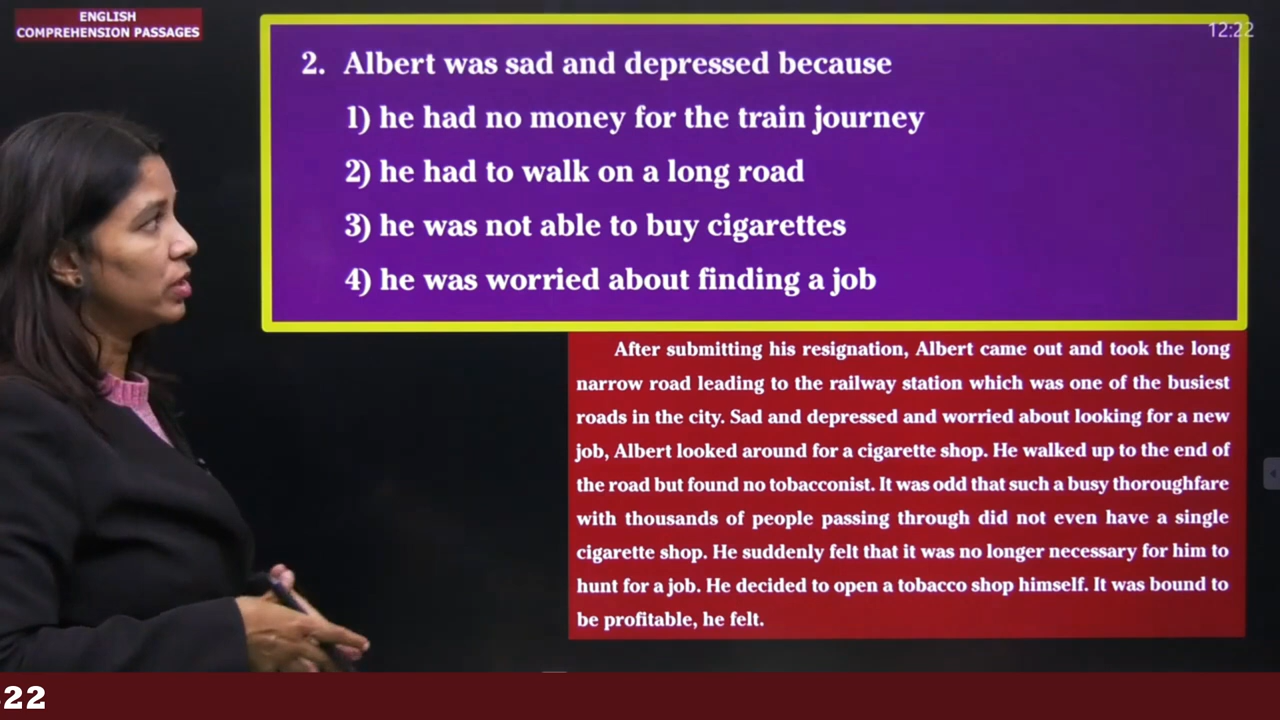 ENGLISH
COMPREHENSION PASSAGES
12:22
2. Albert was sad and depressed because
1) he had no money for the train journey
2) he had to walk on a long road
3) he was not able to buy cigarettes
4) he was worried about finding a job
After submitting his resignation, Albert came out and took the long
narrow road leading to the railway station which was one of the busiest
roads in the city. Sad and depressed and worried about looking for a new
job, Albert looked around for a cigarette shop. He walked up to the end of
the road but found no tobacconist. It was odd that such a busy thoroughfare
with thousands of people passing through did not even have a single
cigarette shop. He suddenly felt that it was no longer necessary for him to
hunt for a job. He decided to open a tobacco shop himself. It was bound to
be profitable, he felt.
22